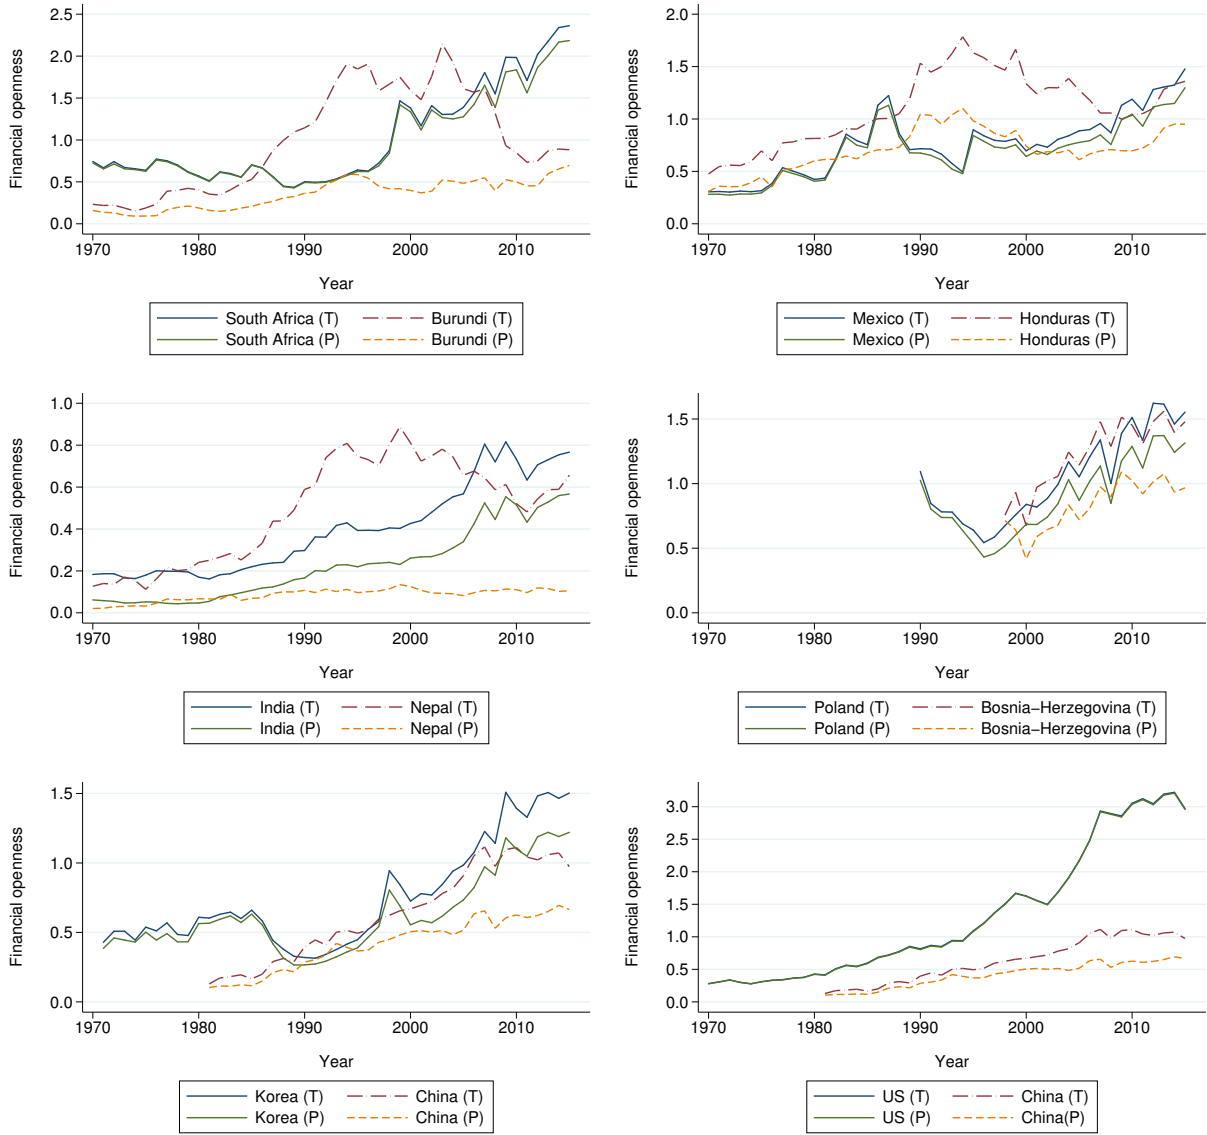 Financial openness
2.5
2.0
1.5
1.0
0.5
0.0
1970 1980 1990 2000 2010
Year
South Africa (T) Burundi (T)
South Africa (P) Burundi (P)
Financial openness
2.0
1.5
1.0
0.5
0.0
1970 1980 1990 2000 2010
Year
Mexico (T) Honduras (T)
Mexico (P) Honduras (P)
Financial openness
1.0
0.8
0.6
0.4
0.2
0.0
1970 1980 1990 2000 2010
Year
India (T) Nepal (T)
India (P) Nepal (P)
Financial openness
1.5
1.0
0.5
0.0
1970 1980 1990 2000 2010
Year
Poland (T) Bosnia−Herzegovina (T)
Poland (P) Bosnia−Herzegovina (P)
Financial openness
1.5
1.0
0.5
0.0
1970 1980 1990 2000 2010
Year
Korea (T) China (T)
Korea (P) China (P)
Financial openness
3.0
2.5
2.0
1.5
1.0
0.5
0.0
1970 1980 1990 2000 2010
Year
US (T) China (T)
US (P) China(P)